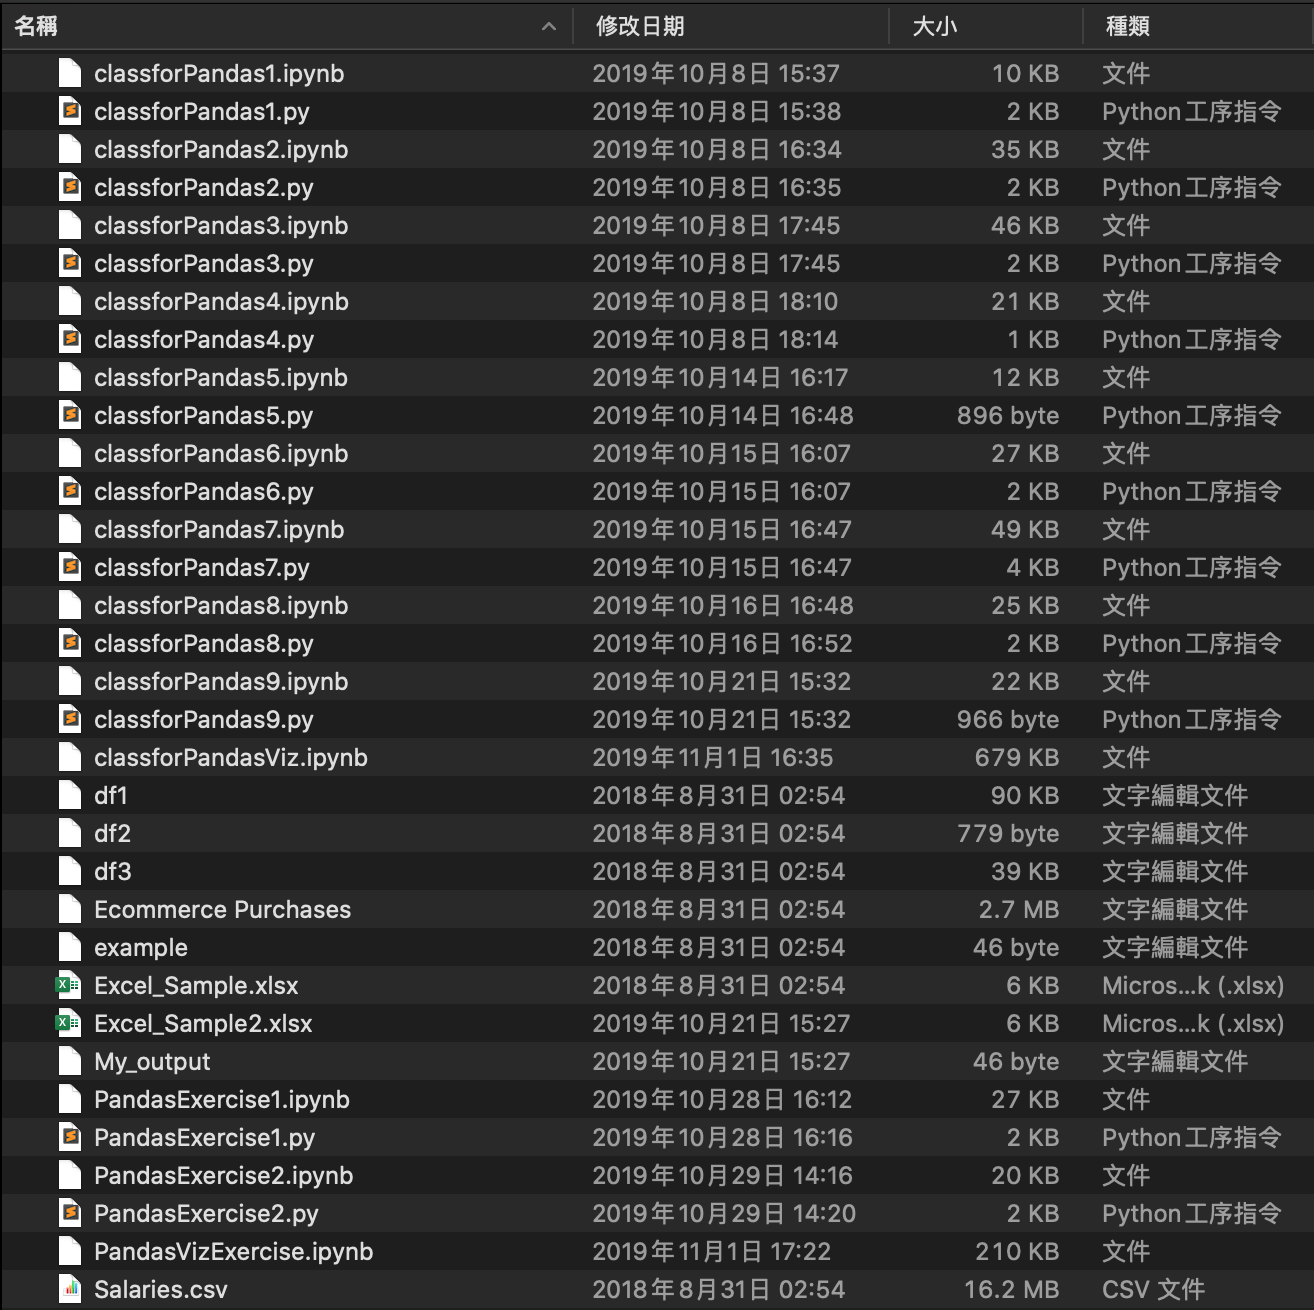 名稱 修改日期 大小 種類
classforPandas1.ipynb 2019年10月8日 15:37 10 KB 文件
classforPandas1.py 2019年10月8日 15:38 2 KB Python工序指令
classforPandas2.ipynb 2019年10月8日 16:34 35 KB 文件
classforPandas2.py 2019年10月8日 16:35 2 KB Python工序指令
classforPandas3.ipynb 2019年10月8日 17:45 46 KB 文件
classforPandas3.py 2019年10月8日 17:45 2 KB Python工序指令
classforPandas4.ipynb 2019年10月8日 18:10 21 KB 文件
classforPandas4.py 2019年10月8日 18:14 1 KB Python工序指令
classforPandas5.ipynb 2019年10月14日 16:17 12 KB 文件
classforPandas5.py 2019年10月14日 16:48 896 byte Python工序指令
classforPandas6.ipynb 2019年10月15日 16:07 27 KB 文件
classforPandas6.py 2019年10月15日 16:07 2 KB Python工序指令
classforPandas7.ipynb 2019年10月15日 16:47 49 KB 文件
classforPandas7.py 2019年10月15日 16:47 4 KB Python工序指令
classforPandas8.ipynb 2019年10月16日 16:48 25 KB 文件
classforPandas8.py 2019年10月16日 16:52 2 KB Python工序指令
classforPandas9.ipynb 2019年10月21日 15:32 22 KB 文件
classforPandas9.py 2019年10月21日 15:32 966 byte Python工序指令
classforPandasViz.ipynb 2019年11月1日 16:35 679 KB 文件
df1 2018年8月31日 02:54 90 KB 文字編輯文件
df2 2018年8月31日 02:54 779 byte 文字編輯文件
df3 2018年8月31日 02:54 39 KB 文字編輯文件
Ecommerce Purchases 2018年8月31日 02:54 2.7 MB 文字編輯文件
example 2018年8月31日 02:54 46 byte 文字編輯文件
Excel_Sample.xlsx 2018年8月31日 02:54 6 KB Micros...k (.xlsx)
Excel_Sample2.xlsx 2019年10月21日 15:27 6 KB Micros...k (.xlsx)
My_output 2019年10月21日 15:27 46 byte 文字編輯文件
PandasExercise1.ipynb 2019年10月28日 16:12 27 KB 文件
PandasExercise1.py 2019年10月28日 16:16 2 KB Python工序指令
PandasExercise2.ipynb 2019年10月29日 14:16 20 KB 文件
PandasExercise2.py 2019年10月29日 14:20 2 KB Python工序指令
PandasVizExercise.ipynb 2019年11月1日 17:22 210 KB 文件
Salaries.csv 2018年8月31日 02:54 16.2 MB CSV 文件